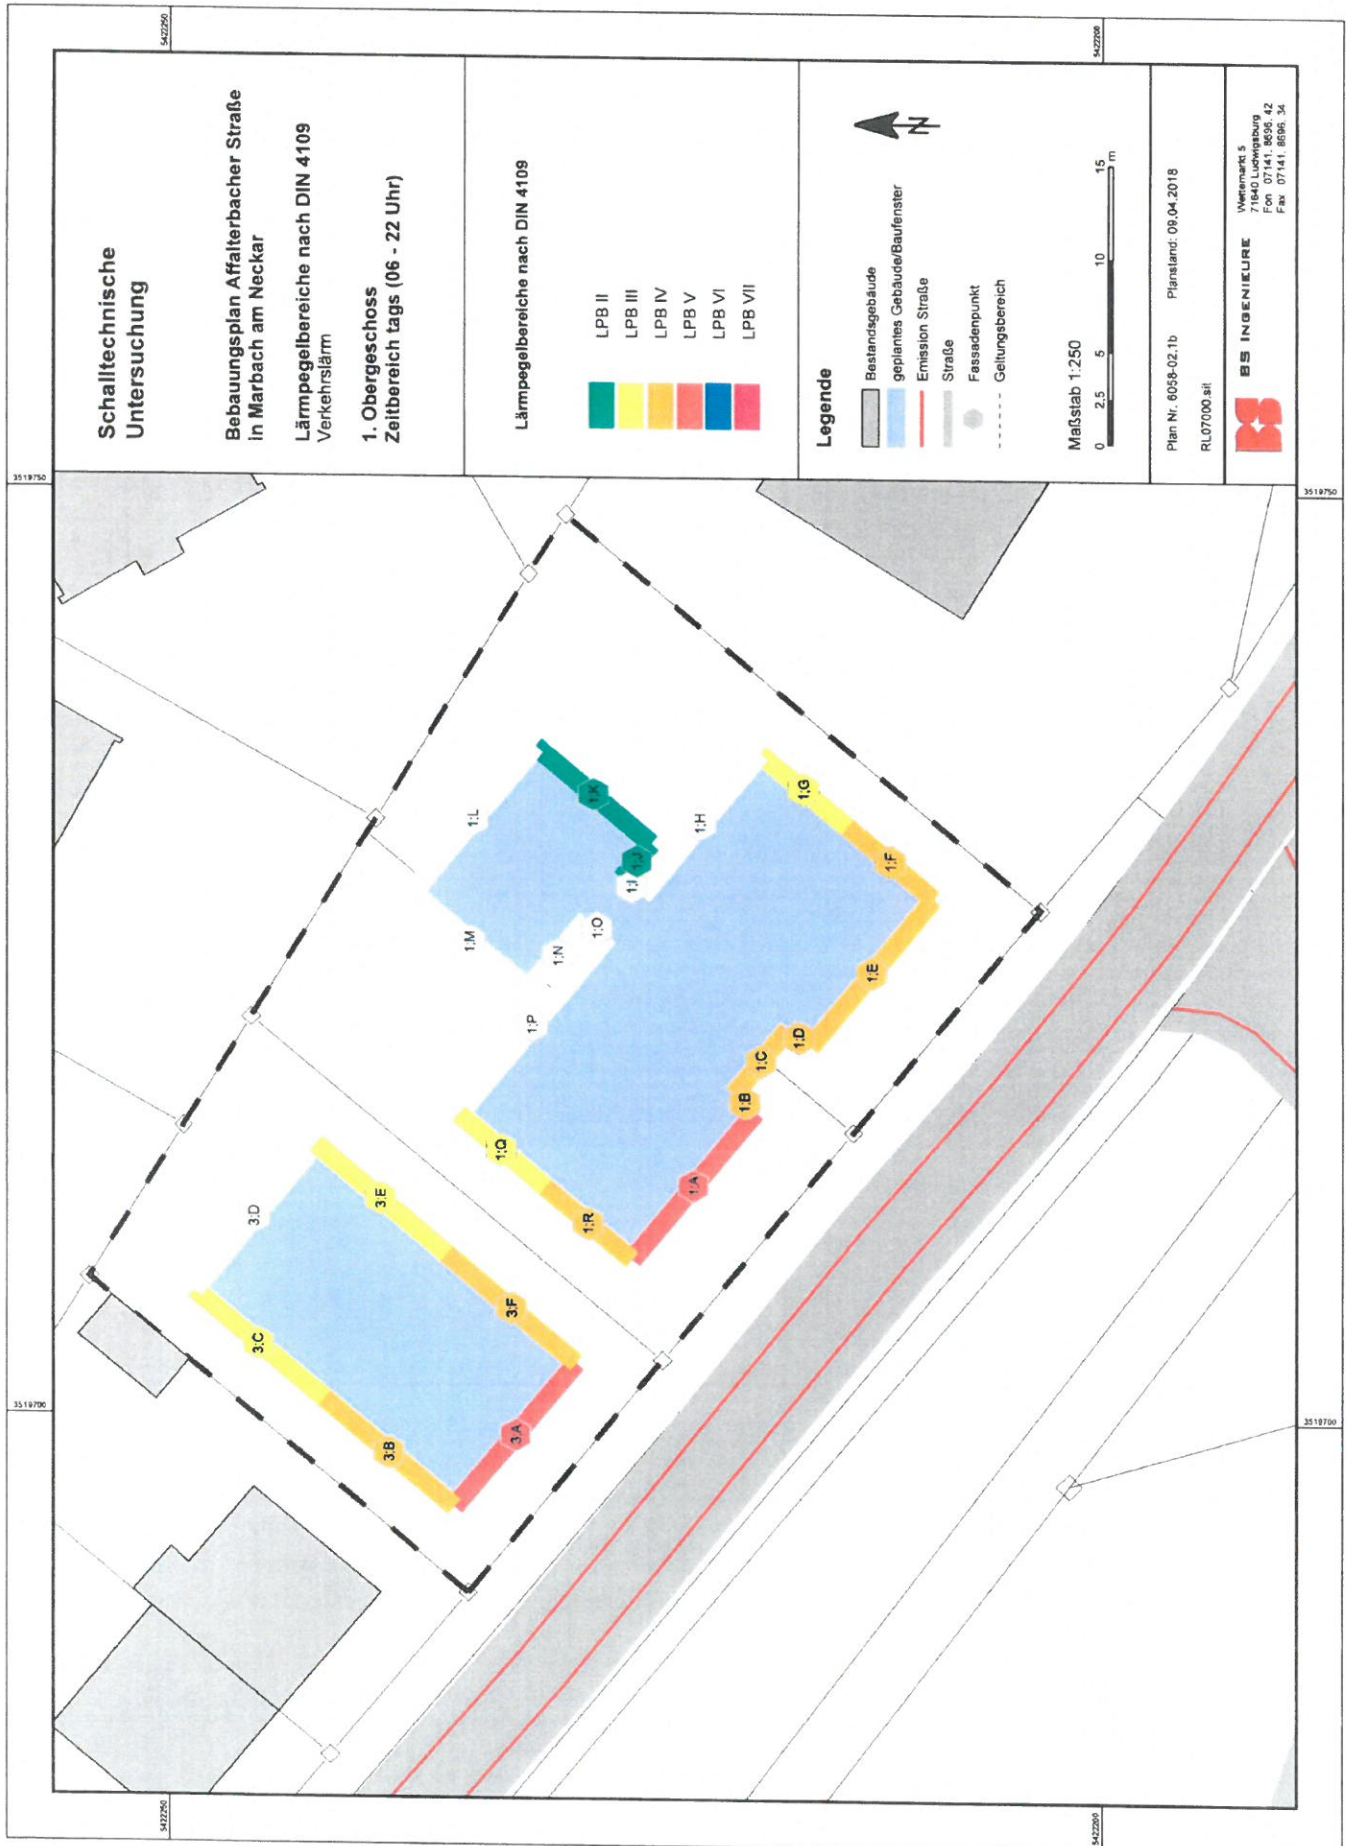 Schalltechnische
Untersuchung
Bebauungsplan Affalterbacher Straße
in Marbach am Neckar
Lärmpegelbereiche nach DIN 4109
Verkehrslärm
1. Obergeschoss
Zeitbereich tags (06 - 22 Uhr)
Lärmpegelbereiche nach DIN 4109
LPB II
LPB III
LPB IV
LPB V
LPB VI
LPB VII
Legende
Bestandsgebäude
geplantes Gebäude/Baufenster
Emission Straße
Straße
Fassadenpunkt
Geltungsbereich
N
Maßstab 1:250
0 2,5 5 10 15
m
Plan Nr. 6058-02.1b Planstand: 09.04.2018
RL07000.sit
BS INGENIEURE
Wettemarkt 5
71640 Ludwigsburg
Fon 07141. 8696. 42
Fax 07141. 8696. 34
3519700
3519750
3519700
3519750
5422250
5422200
5422250
5422200
3:A
3:B
3:C
3:D
3:E
3:F
1:A
1:B
1:C
1:D
1:E
1:F
1:G
1:H
1:I
1:J
1:K
1:L
1:M
1:N
1:O
1:P
1:Q
1:R